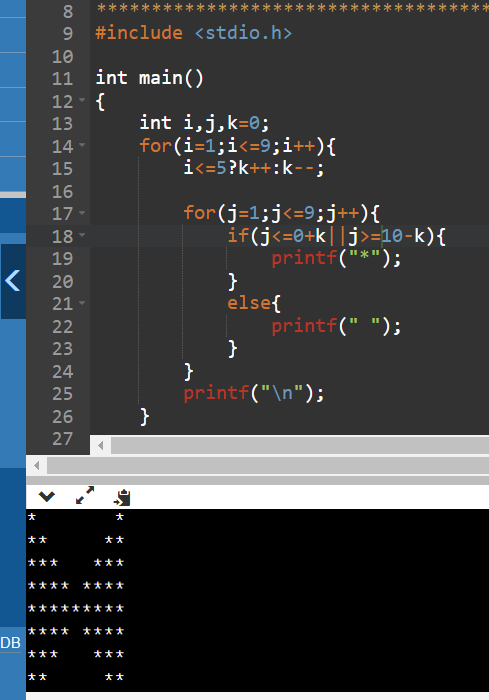 8 ************************************
9 #include <stdio.h>
10
11 int main()
12 {
13     int i,j,k=0;
14     for(i=1;i<=9;i++){
15         i<=5?k++:k--;
16
17         for(j=1;j<=9;j++){
18             if(j<=0+k||j>=10-k){
19                 printf("*");
20             }
21             else{
22                 printf(" ");
23             }
24         }
25         printf("\n");
26     }
27
*       *
**     **
***   ***
**** ****
*********
**** ****
***   ***
**     **
DB